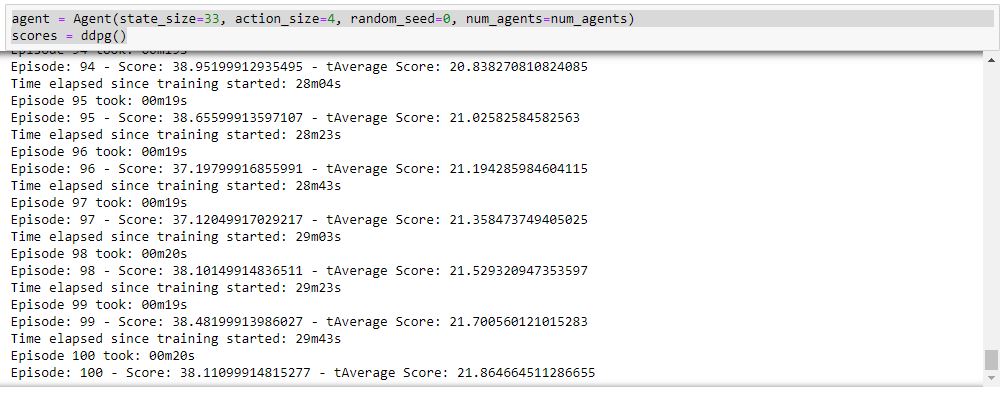 agent = Agent(state_size=33, action_size=4, random_seed=0, num_agents=num_agents)
scores = ddpg()
Episode 94 took: 00m19s
Episode: 94 - Score: 38.95199912935495 - tAverage Score: 20.838270810824085
Time elapsed since training started: 28m04s
Episode 95 took: 00m19s
Episode: 95 - Score: 38.65599913597107 - tAverage Score: 21.02582584582563
Time elapsed since training started: 28m23s
Episode 96 took: 00m19s
Episode: 96 - Score: 37.19799916855991 - tAverage Score: 21.194285984604115
Time elapsed since training started: 28m43s
Episode 97 took: 00m19s
Episode: 97 - Score: 37.12049917029217 - tAverage Score: 21.358473749405025
Time elapsed since training started: 29m03s
Episode 98 took: 00m20s
Episode: 98 - Score: 38.10149914836511 - tAverage Score: 21.529320947353597
Time elapsed since training started: 29m23s
Episode 99 took: 00m19s
Episode: 99 - Score: 38.48199913986027 - tAverage Score: 21.700560121015283
Time elapsed since training started: 29m43s
Episode 100 took: 00m20s
Episode: 100 - Score: 38.11099914815277 - tAverage Score: 21.864664511286655